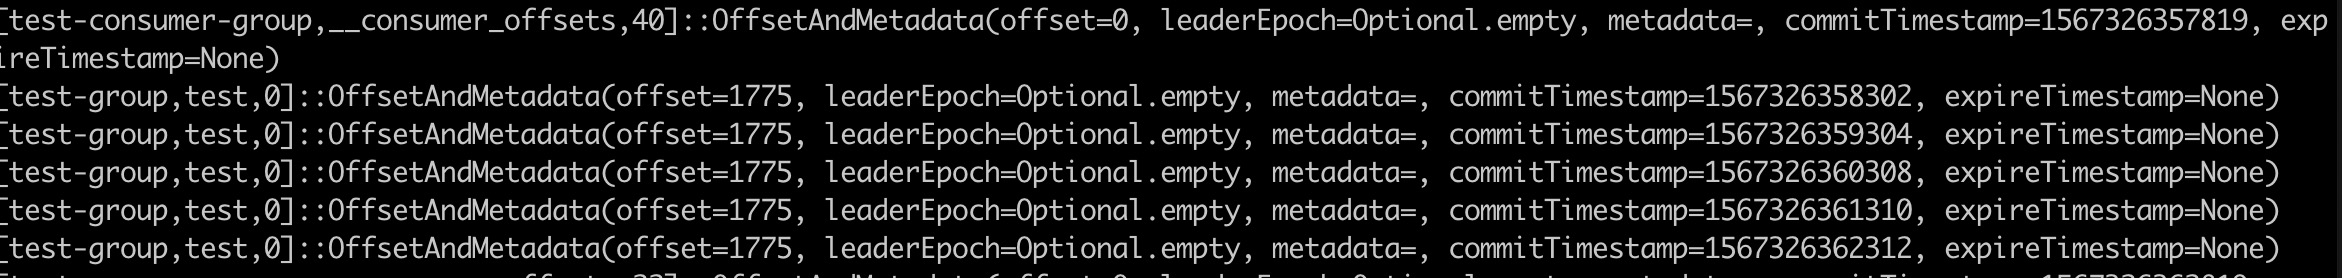 [test-consumer-group,__consumer_offsets,40]::OffsetAndMetadata(offset=0, leaderEpoch=Optional.empty, metadata=, commitTimestamp=1567326357819, exp
ireTimestamp=None)
[test-group,test,0]::OffsetAndMetadata(offset=1775, leaderEpoch=Optional.empty, metadata=, commitTimestamp=1567326358302, expireTimestamp=None)
[test-group,test,0]::OffsetAndMetadata(offset=1775, leaderEpoch=Optional.empty, metadata=, commitTimestamp=1567326359304, expireTimestamp=None)
[test-group,test,0]::OffsetAndMetadata(offset=1775, leaderEpoch=Optional.empty, metadata=, commitTimestamp=1567326360308, expireTimestamp=None)
[test-group,test,0]::OffsetAndMetadata(offset=1775, leaderEpoch=Optional.empty, metadata=, commitTimestamp=1567326361310, expireTimestamp=None)
[test-group,test,0]::OffsetAndMetadata(offset=1775, leaderEpoch=Optional.empty, metadata=, commitTimestamp=1567326362312, expireTimestamp=None)